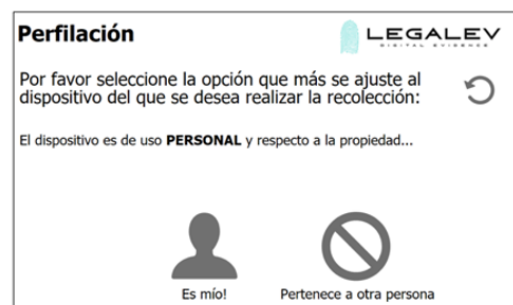 Perfilación
LEGALEV
DIGITAL EVIDENCE
Por favor seleccione la opción que más se ajuste al
dispositivo del que se desea realizar la recolección:
El dispositivo es de uso PERSONAL y respecto a la propiedad...
Es mío!
Pertenece a otra persona